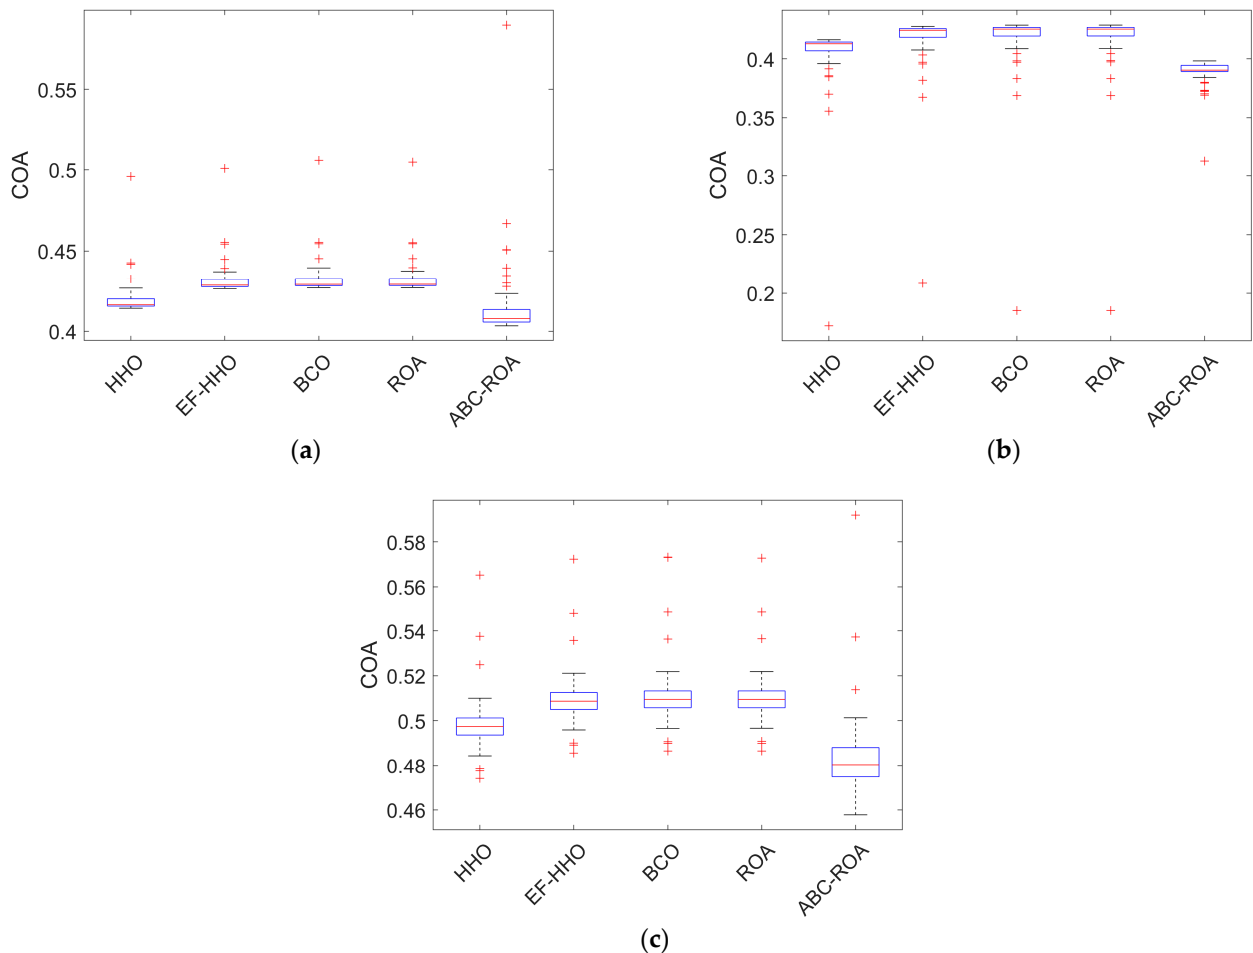 COA
0.55
0.5
0.45
0.4
HHO
EF-HHO
BCO
ROA
ABC-ROA
(a)
COA
0.4
0.35
0.3
0.25
0.2
HHO
EF-HHO
BCO
ROA
ABC-ROA
(b)
COA
0.58
0.56
0.54
0.52
0.5
0.48
0.46
HHO
EF-HHO
BCO
ROA
ABC-ROA
(c)